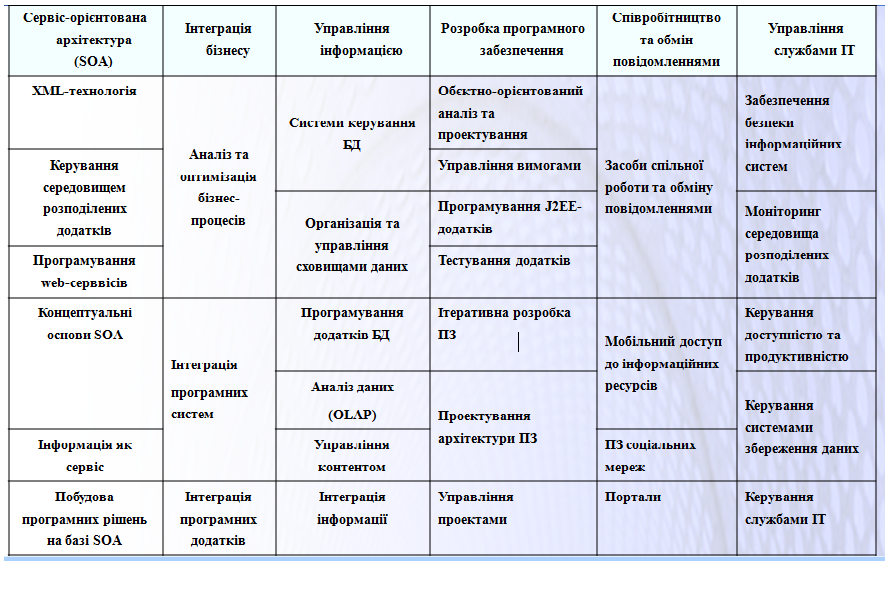 Сервіс-орієнтована
архітектура
(SOA)
Інтеграція
бізнесу
Управління
інформацією
Розробка програмного
забезпечення
Співробітництво
та обмін
повідомленнями
Управління
службами ІТ
XML-технологія
Аналіз та
оптимізація
бізнес-
процесів
Системи керування
БД
Обєктно-орієнтований
аналіз та
проектування
Засоби спільної
роботи та обміну
повідомленнями
Забезпечення
безпеки
інформаційних
систем
Керування
середовищем
розподілених
додатків
Управління вимогами
Організація та
управління
сховищами даних
Програмування J2EE-
додатків
Моніторинг
середовища
розподілених
додатків
Програмування
web-серввісів
Тестування додатків
Концептуальні
основи SOA
Інтеграція
програмних
систем
Програмування
додатків БД
Ітеративна розробка
ПЗ
Мобільний доступ
до інформаційних
ресурсів
Керування
доступністю та
продуктивністю
Аналіз даних
(OLAP)
Проектування
архітектури ПЗ
Керування
системами
збереження даних
Інформація як
сервіс
Управління
контентом
ПЗ соціальних
мереж
Побудова
програмних рішень
на базі SOA
Інтеграція
програмних
додатків
Інтеграція
інформації
Управління
проектами
Портали
Керування
службами ІТ